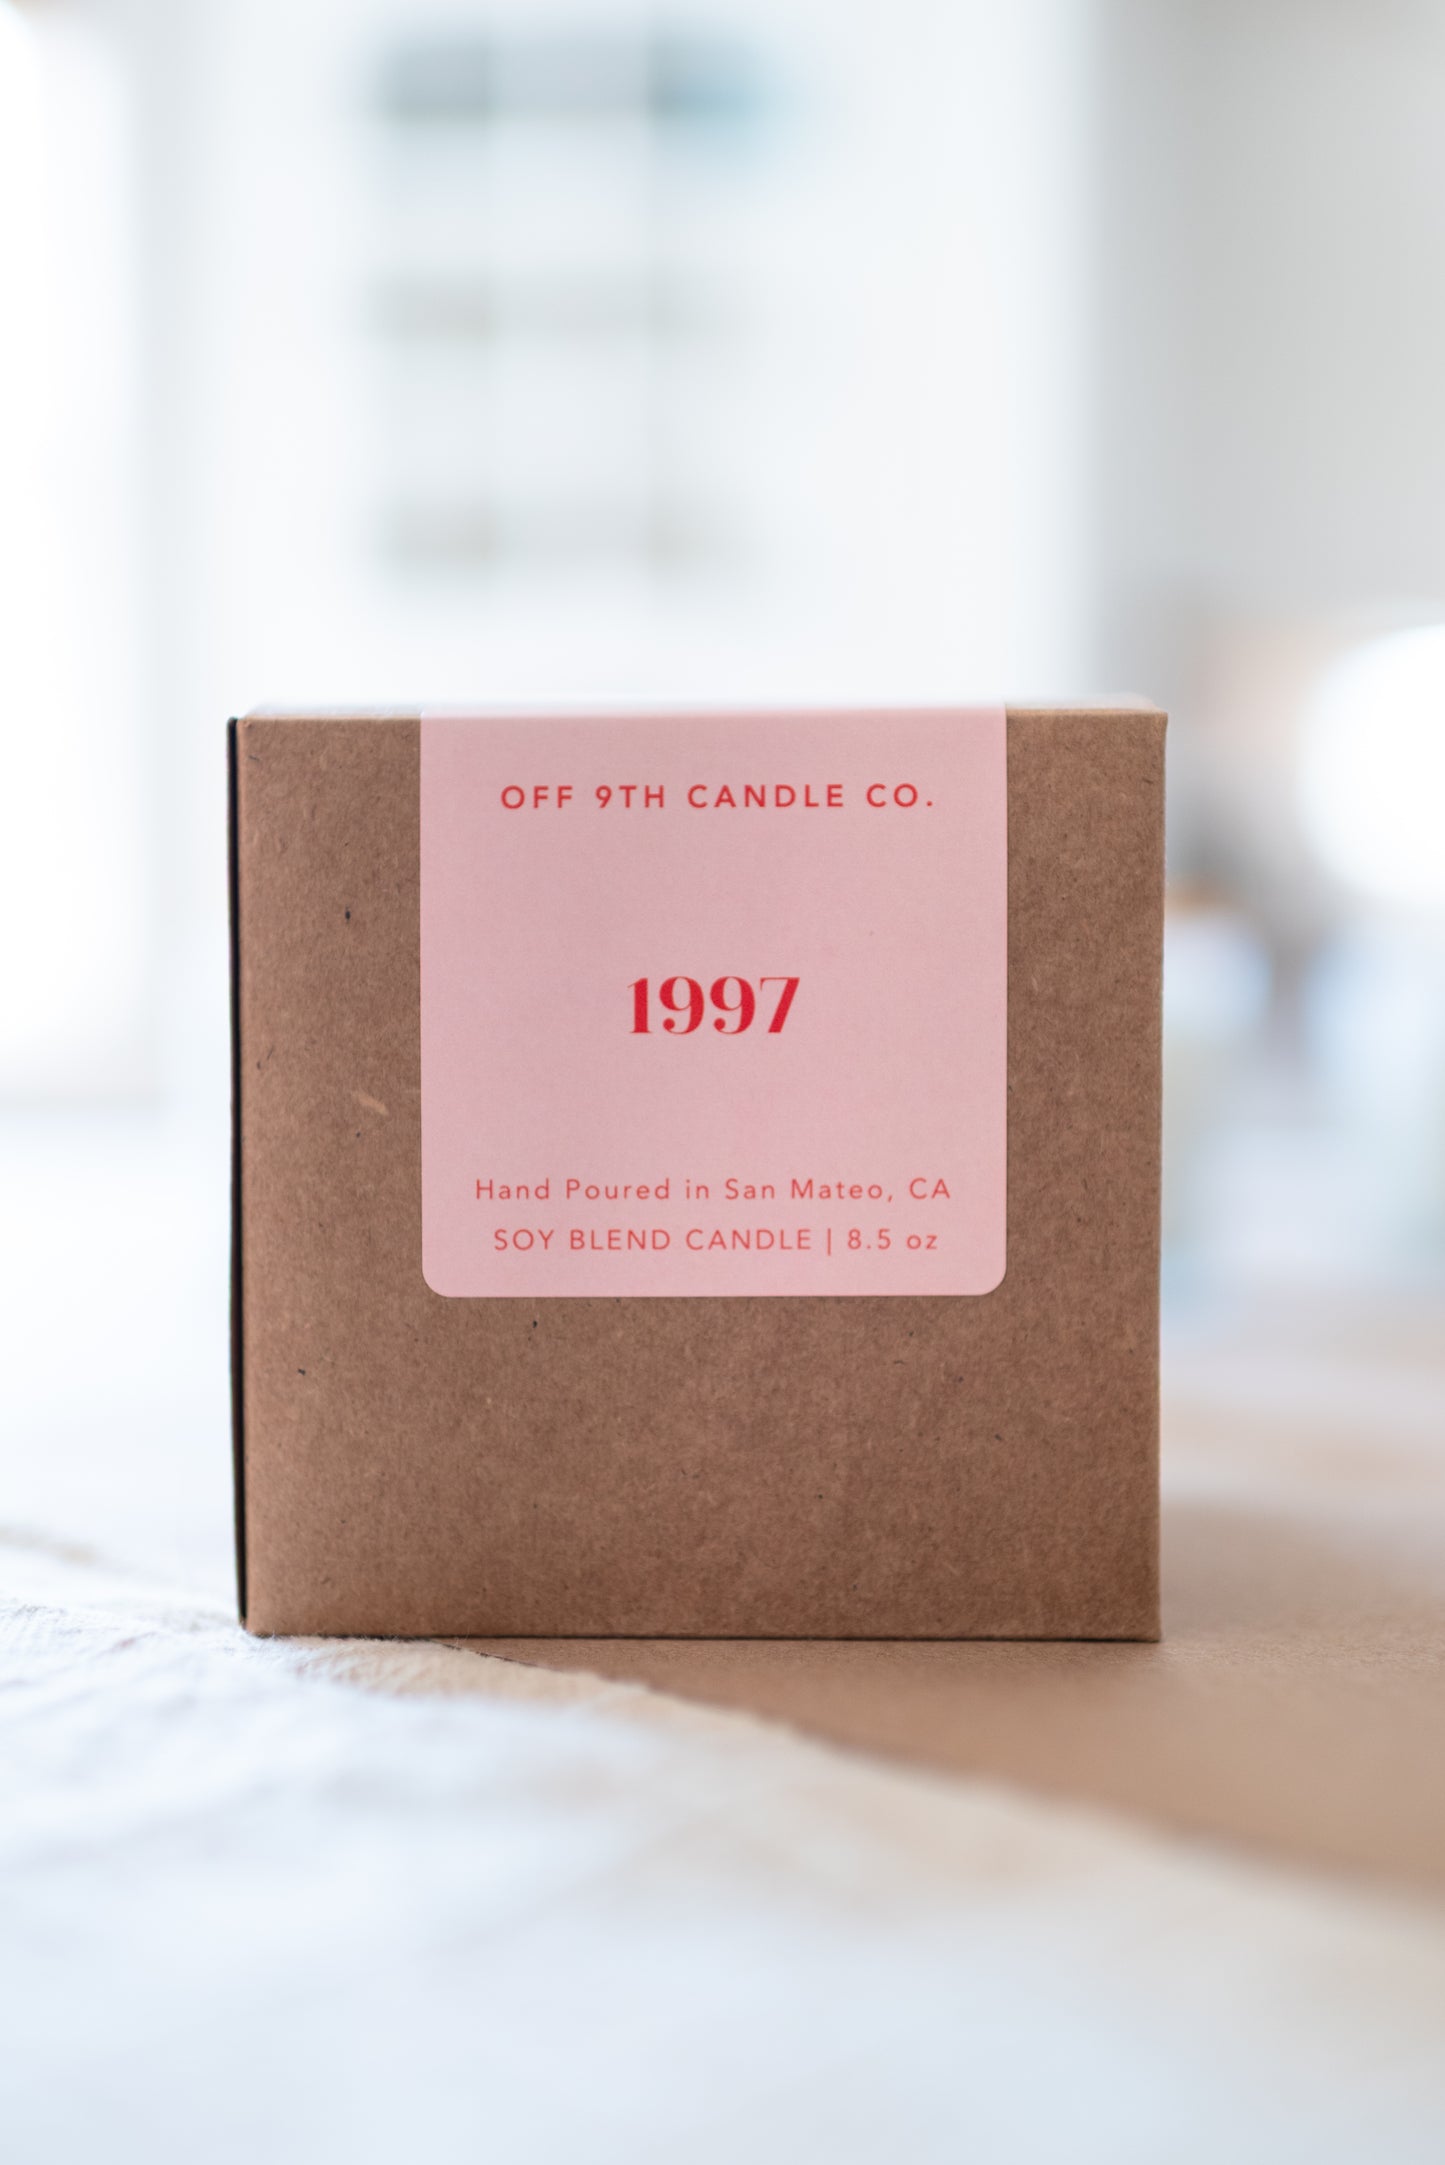 OFF 9TH CANDLE CO.
1997
Hand Poured in San Mateo, CA
SOY BLEND CANDLE | 8.5 oz